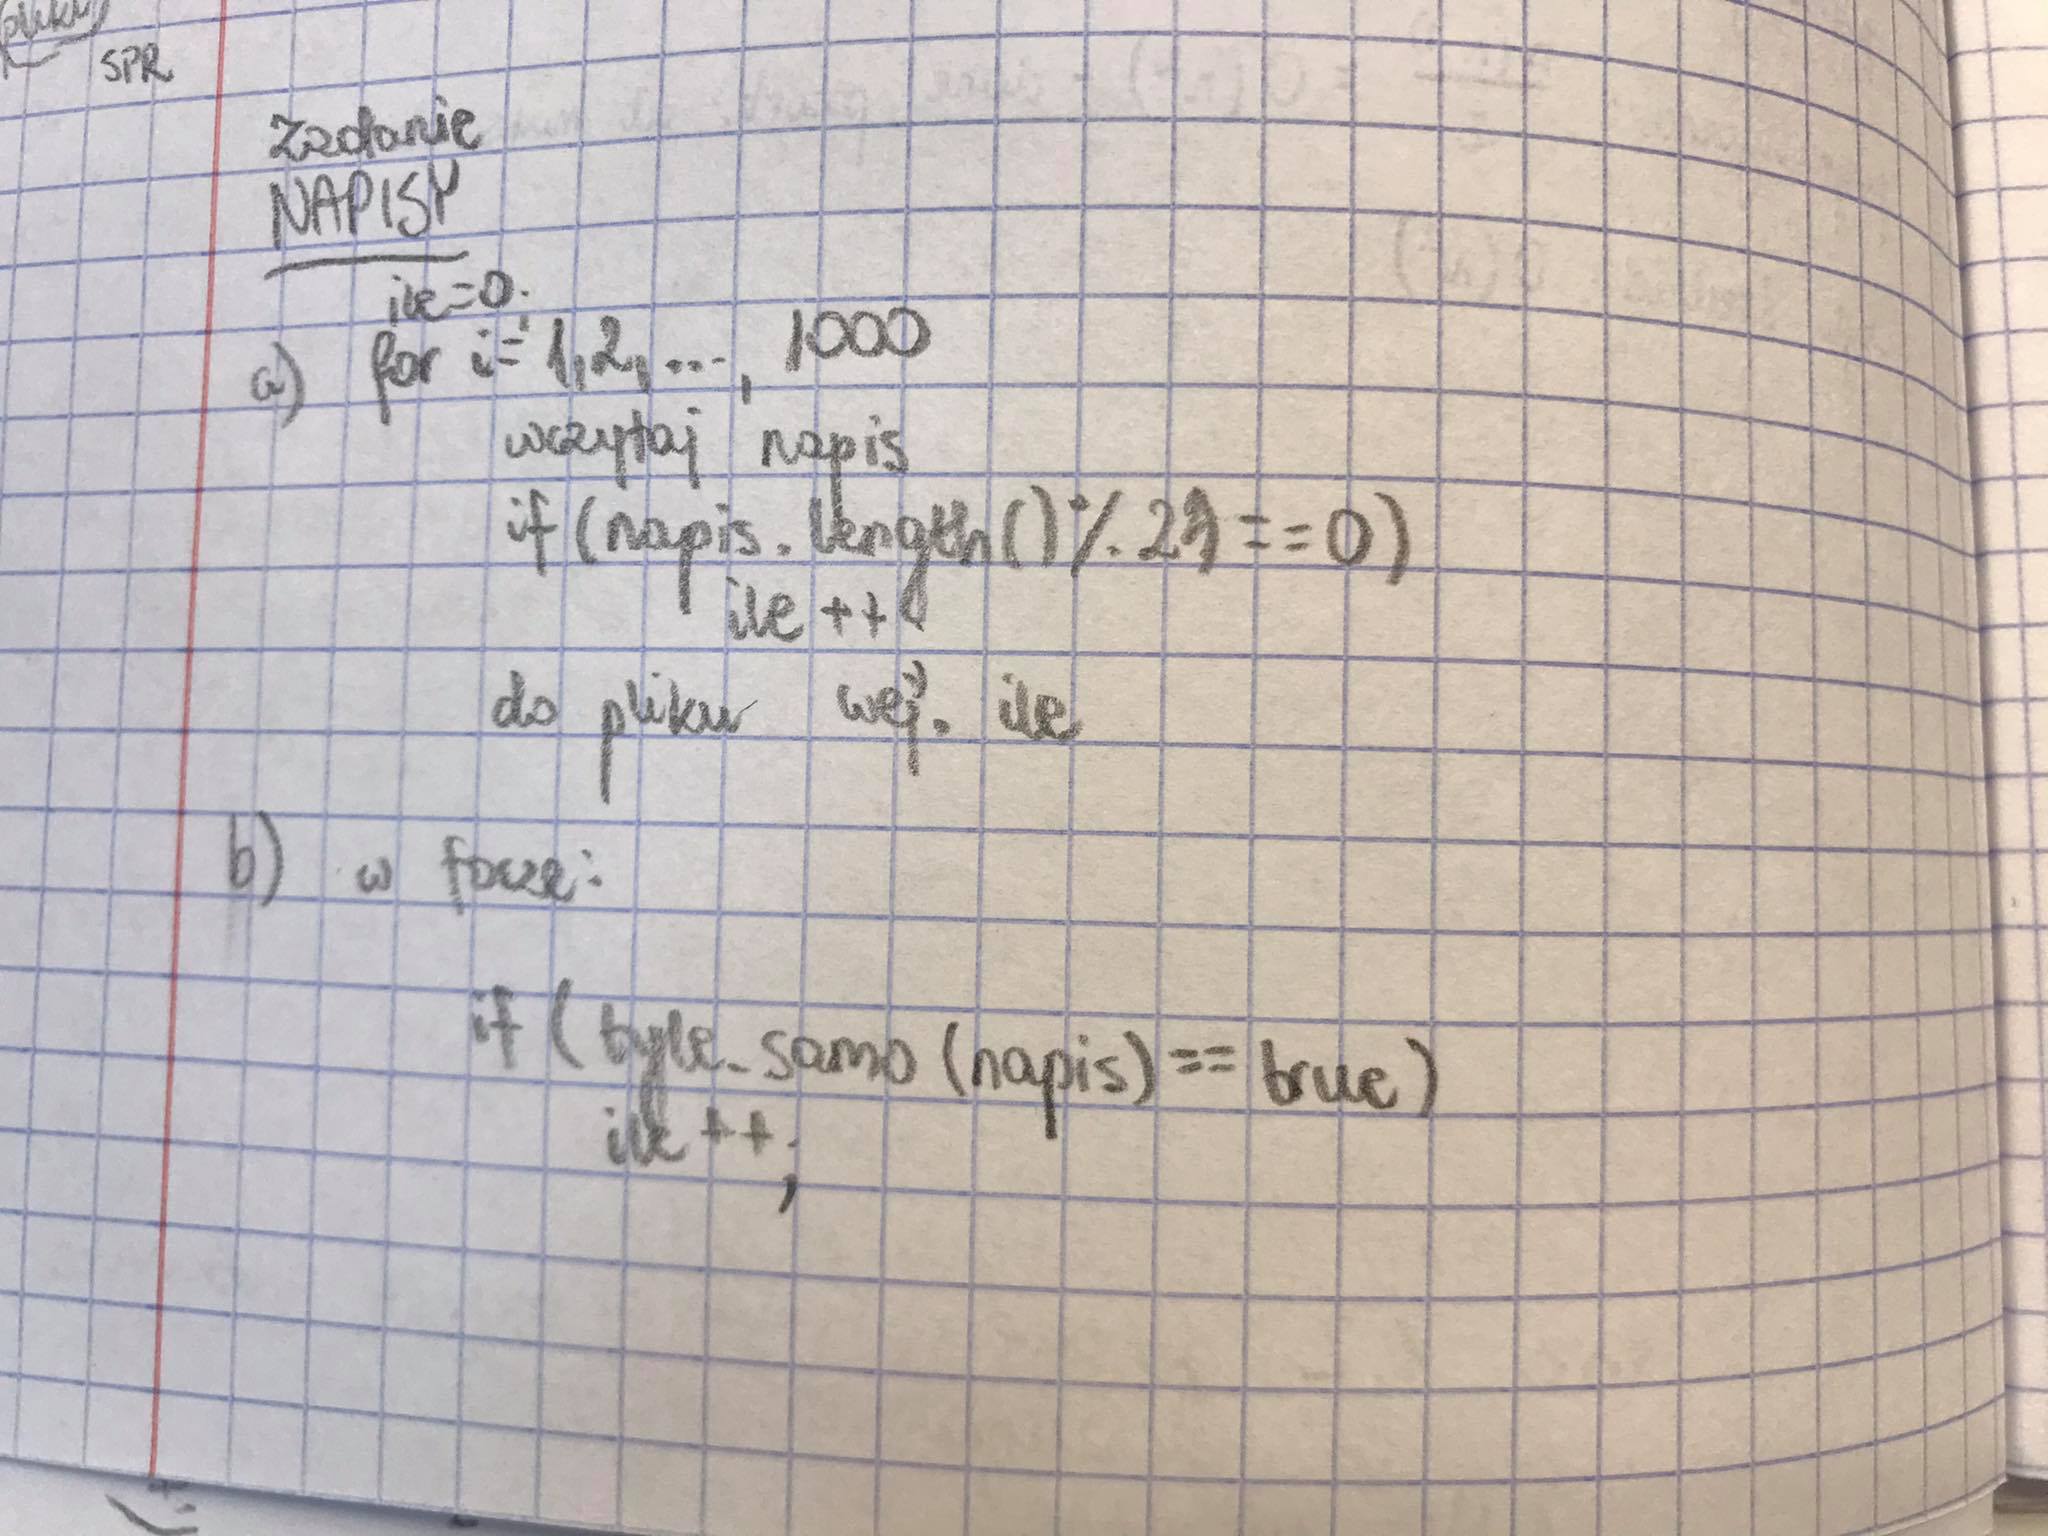 pliku
SPR
Zadanie
NAPISY
ile=0;
a) for i=1,2,..., 1000
wczytaj napis
if (napis.length()%2==0)
ile++
do pliku wej. ile
b) w forze:
if (tyle_samo(napis)==true)
ile++;